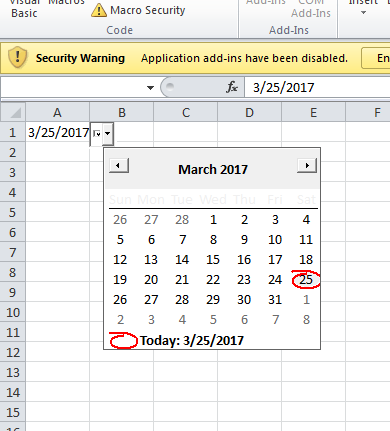 Visual Basic Macros Macro Security Add-Ins COM Add-Ins Insert
Code Add-Ins
Security Warning Application add-ins have been disabled. En
fx 3/25/2017
A B C D E F
1 3/25/2017
2
3
4
5
6
7
8
9
10
11
12
13
14
15
March 2017
Sun Mon Tue Wed Thu Fri Sat
26 27 28 1 2 3 4
5 6 7 8 9 10 11
12 13 14 15 16 17 18
19 20 21 22 23 24 25
26 27 28 29 30 31 1
2 3 4 5 6 7 8
Today: 3/25/2017